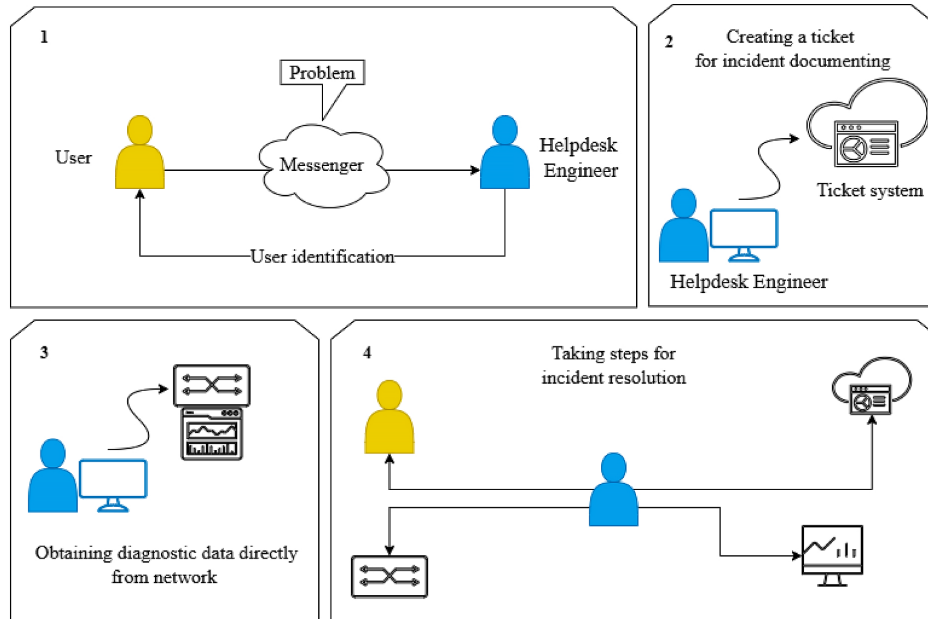 1
Problem
User
Messenger
Helpdesk
Engineer
User identification
2
Creating a ticket
for incident documenting
Ticket system
Helpdesk Engineer
3
Obtaining diagnostic data directly
from network
4
Taking steps for
incident resolution